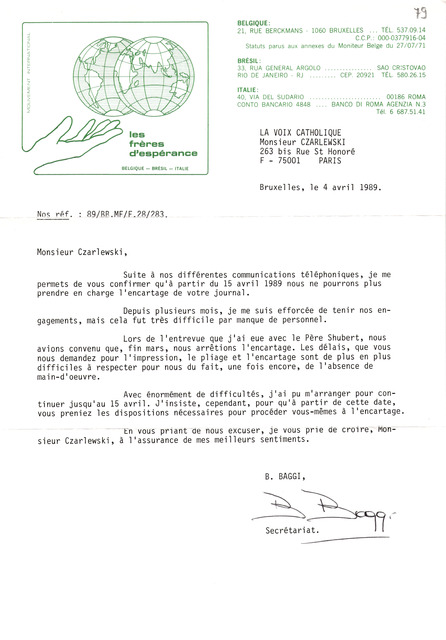 79
MOUVEMENT INTERNATIONAL
les
frères
d'espérance
BELGIQUE — BRESIL — ITALIE
BELGIQUE:
21, RUE BERCKMANS - 1060 BRUXELLES ... TÉL. 537.09.14
C.C.P.: 000-0377916-04
Statuts parus aux annexes du Moniteur Belge du 27/07/71
BRÉSIL:
33, RUA GENERAL ARGOLO ............... SAO CRISTOVAO
RIO DE JANEIRO - RJ ......... CEP. 20921 TÉL. 580.26.15
ITALIE:
40, VIA DEL SUDARIO ........................ 00186 ROMA
CONTO BANCARIO 4848 .... BANCO DI ROMA AGENZIA N.3
Tél. 6 687.51.41
LA VOIX CATHOLIQUE
Monsieur CZARLEWSKI
263 bis Rue St Honoré
F - 75001 PARIS
Bruxelles, le 4 avril 1989.
Nos réf. : 89/BB.MF/F.28/283.
Monsieur Czarlewski,
Suite à nos différentes communications téléphoniques, je me
permets de vous confirmer qu'à partir du 15 avril 1989 nous ne pourrons plus
prendre en charge l'encartage de votre journal.
Depuis plusieurs mois, je me suis efforcée de tenir nos en-
gagements, mais cela fut très difficile par manque de personnel.
Lors de l'entrevue que j'ai eue avec le Père Shubert, nous
avions convenu que, fin mars, nous arrêtions l'encartage. Les délais, que vous
nous demandez pour l'impression, le pliage et l'encartage sont de plus en plus
difficiles à respecter pour nous du fait, une fois encore, de l'absence de
main-d'oeuvre.
Avec énormément de difficultés, j'ai pu m'arranger pour con-
tinuer jusqu'au 15 avril. J'insiste, cependant, pour qu'à partir de cette date,
vous preniez les dispositions nécessaires pour procéder vous-mêmes à l'encartage.
En vous priant de nous excuser, je vous prie de croire, Mon-
sieur Czarlewski, à l'assurance de mes meilleurs sentiments.
B. BAGGI,
B. Baggi
Secrétariat.